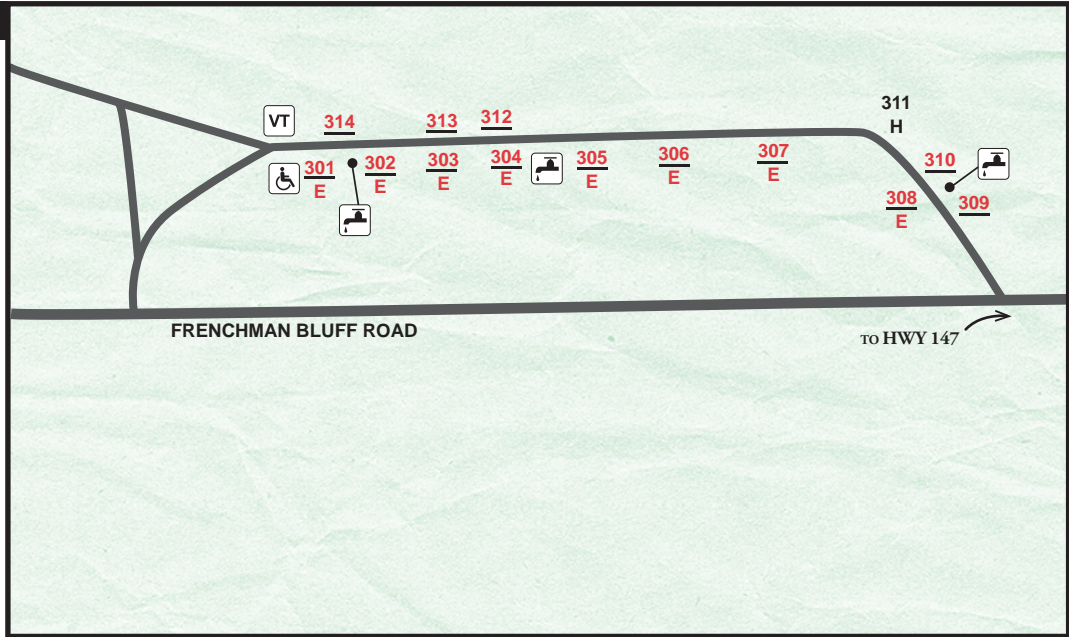 VT
314
313
312
311
H
301
E
302
E
303
E
304
E
305
E
306
E
307
E
310
308
E
309
FRENCHMAN BLUFF ROAD
TO HWY 147